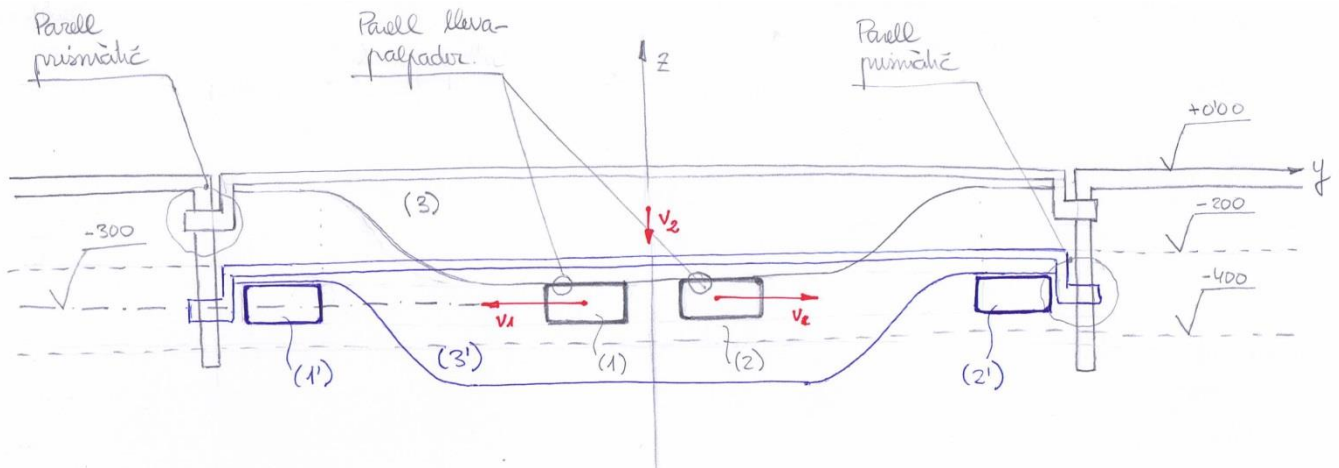 Parell
prismàtic
Parell lleva-
palpador.
Parell
prismàtic
z
+0'00
y
(3)
v2
-200
-300
-400
v1
v2
(1')
(3')
(1)
(2)
(2')